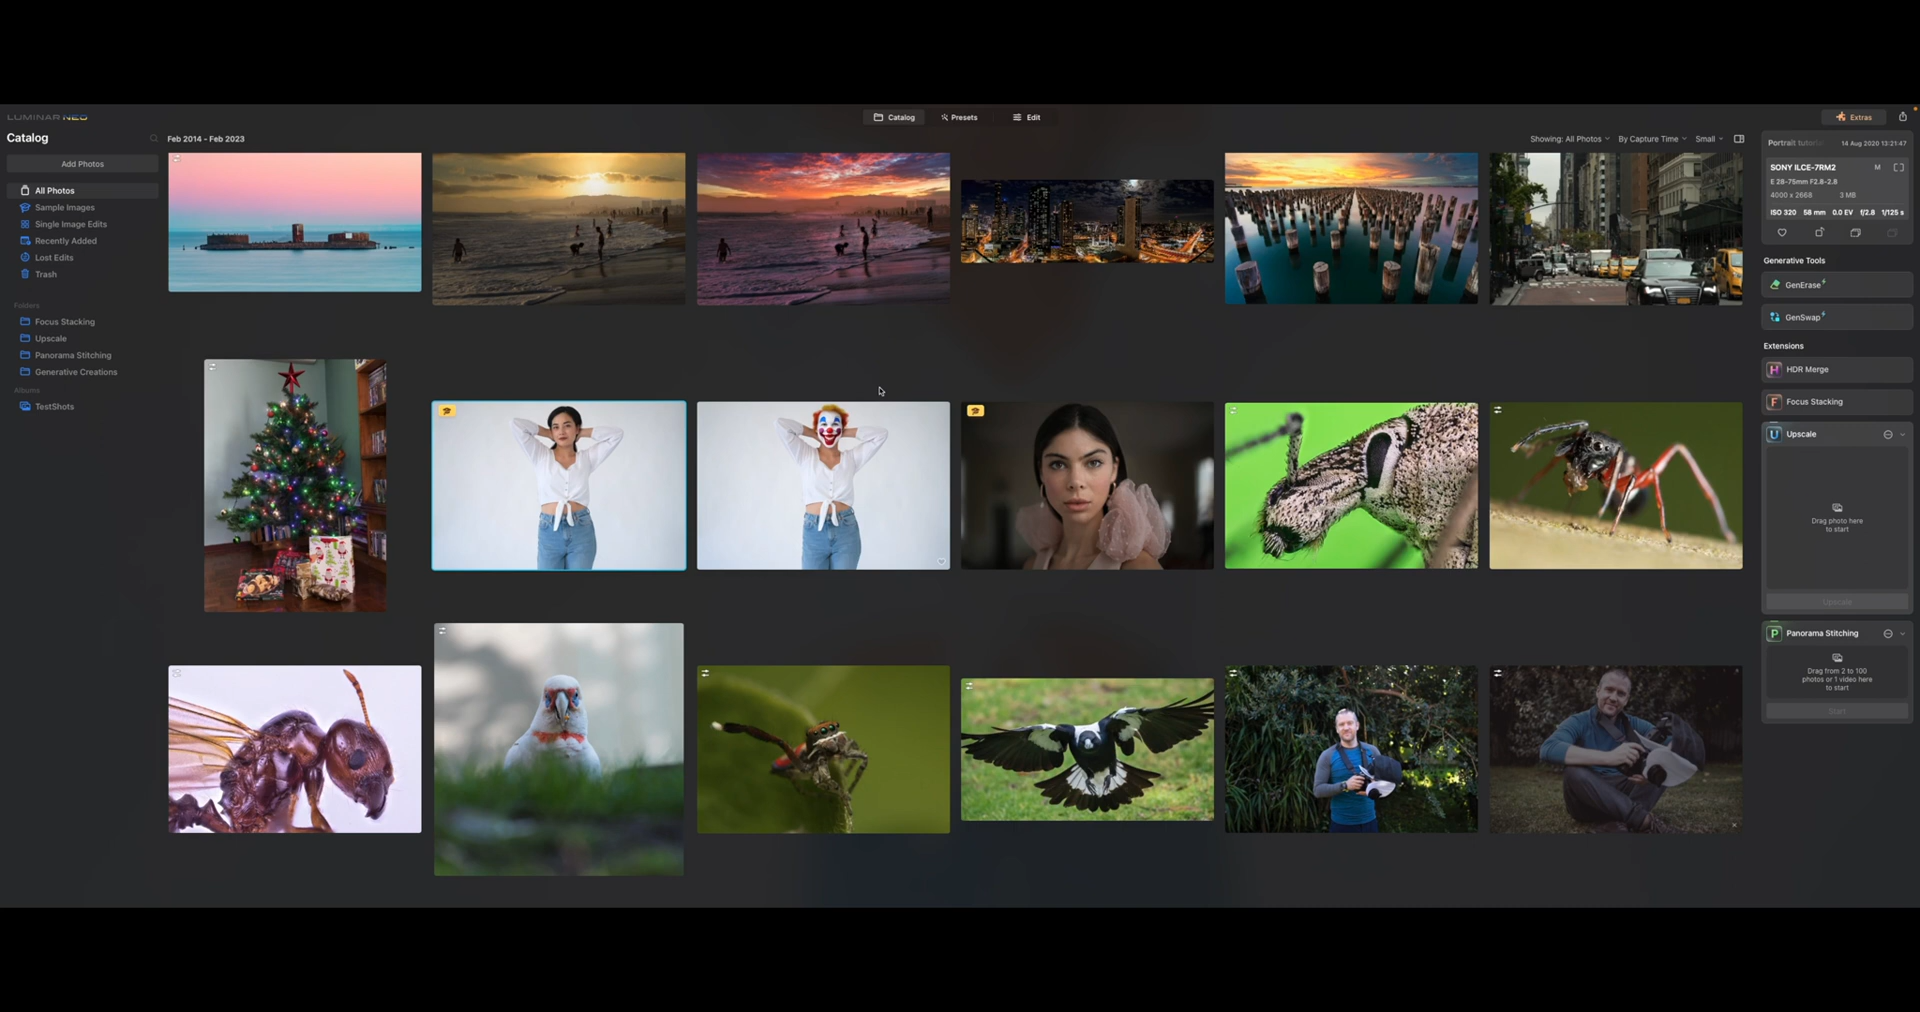 LUMINAR NEO
Catalog
Presets
Edit
Extras
Catalog
Feb 2014 - Feb 2023
Showing: All Photos
By Capture Time
Small
Add Photos
All Photos
Sample Images
Single Image Edits
Recently Added
Lost Edits
Trash
Folders
Focus Stacking
Upscale
Panorama Stitching
Generative Creations
Albums
TestShots
Portrait tutorial
14 Aug 2020 13:21:47
SONY ILCE-7RM2
M
E 28-75mm F2.8-2.8
4000 x 2668
3 MB
ISO 320
58 mm
0.0 EV
f/2.8
1/125 s
Generative Tools
GenErase
GenSwap
Extensions
H
HDR Merge
F
Focus Stacking
U
Upscale
Drag photo here
to start
Upscale
P
Panorama Stitching
Drag from 2 to 100
photos or 1 video here
to start
Start